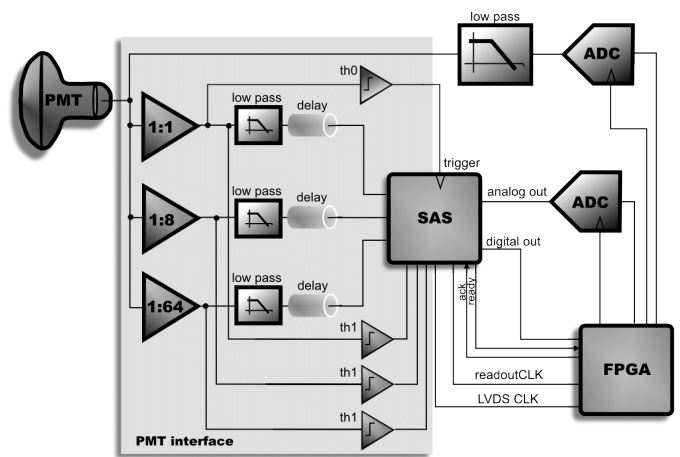 low pass
ADC
PMT
th0
low pass
delay
1:1
trigger
low pass
delay
analog out
ADC
1:8
SAS
digital out
low pass
delay
1:64
ack
ready
th1
FPGA
th1
readoutCLK
LVDS CLK
th1
PMT interface